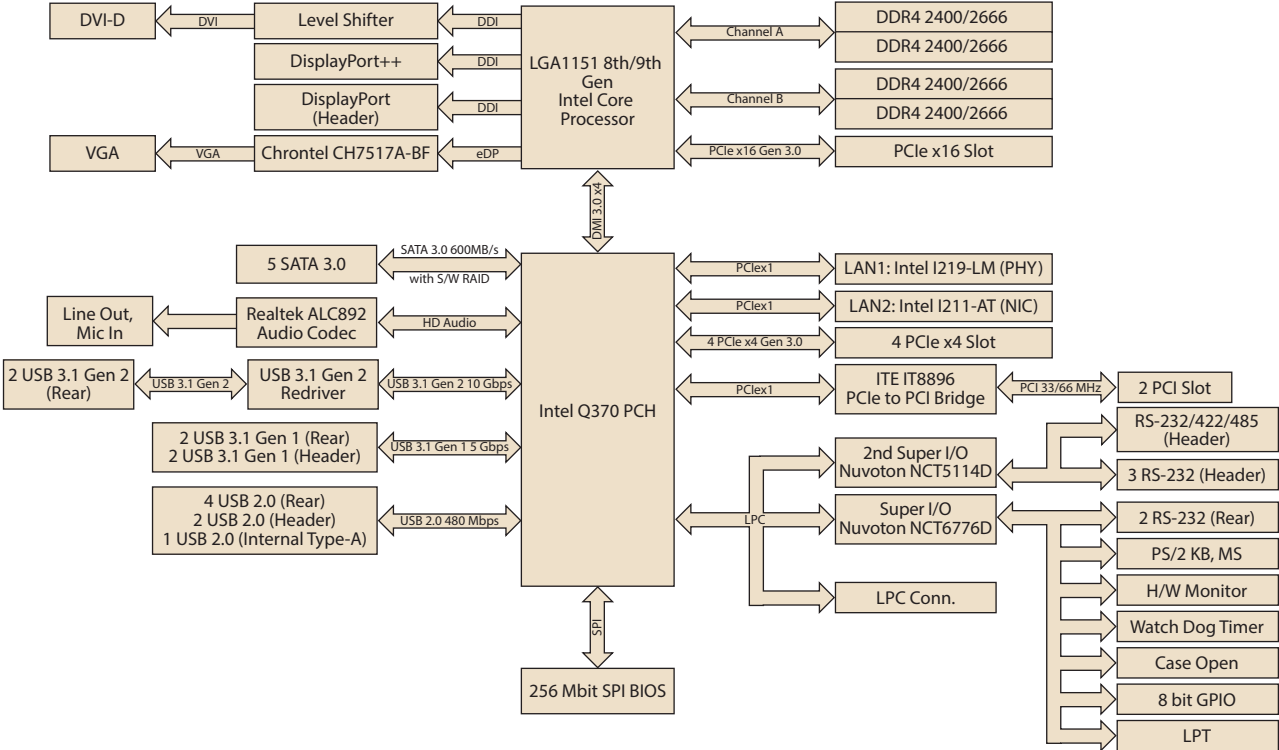 DVI-D
DVI
Level Shifter
DDI
DisplayPort++
DDI
DisplayPort
(Header)
DDI
VGA
VGA
Chrontel CH7517A-BF
eDP
LGA1151 8th/9th
Gen
Intel Core
Processor
Channel A
DDR4 2400/2666
DDR4 2400/2666
Channel B
DDR4 2400/2666
DDR4 2400/2666
PCIe x16 Gen 3.0
PCIe x16 Slot
DMI 3.0 x4
5 SATA 3.0
SATA 3.0 600MB/s
with S/W RAID
Line Out,
Mic In
Realtek ALC892
Audio Codec
HD Audio
2 USB 3.1 Gen 2
(Rear)
USB 3.1 Gen 2
USB 3.1 Gen 2
Redriver
USB 3.1 Gen 2 10 Gbps
2 USB 3.1 Gen 1 (Rear)
2 USB 3.1 Gen 1 (Header)
USB 3.1 Gen 1 5 Gbps
4 USB 2.0 (Rear)
2 USB 2.0 (Header)
1 USB 2.0 (Internal Type-A)
USB 2.0 480 Mbps
Intel Q370 PCH
PCIex1
LAN1: Intel I219-LM (PHY)
PCIex1
LAN2: Intel I211-AT (NIC)
4 PCIe x4 Gen 3.0
4 PCIe x4 Slot
PCIex1
ITE IT8896
PCIe to PCI Bridge
PCI 33/66 MHz
2 PCI Slot
LPC
2nd Super I/O
Nuvoton NCT5114D
RS-232/422/485
(Header)
3 RS-232 (Header)
Super I/O
Nuvoton NCT6776D
2 RS-232 (Rear)
PS/2 KB, MS
H/W Monitor
Watch Dog Timer
Case Open
8 bit GPIO
LPT
LPC Conn.
SPI
256 Mbit SPI BIOS